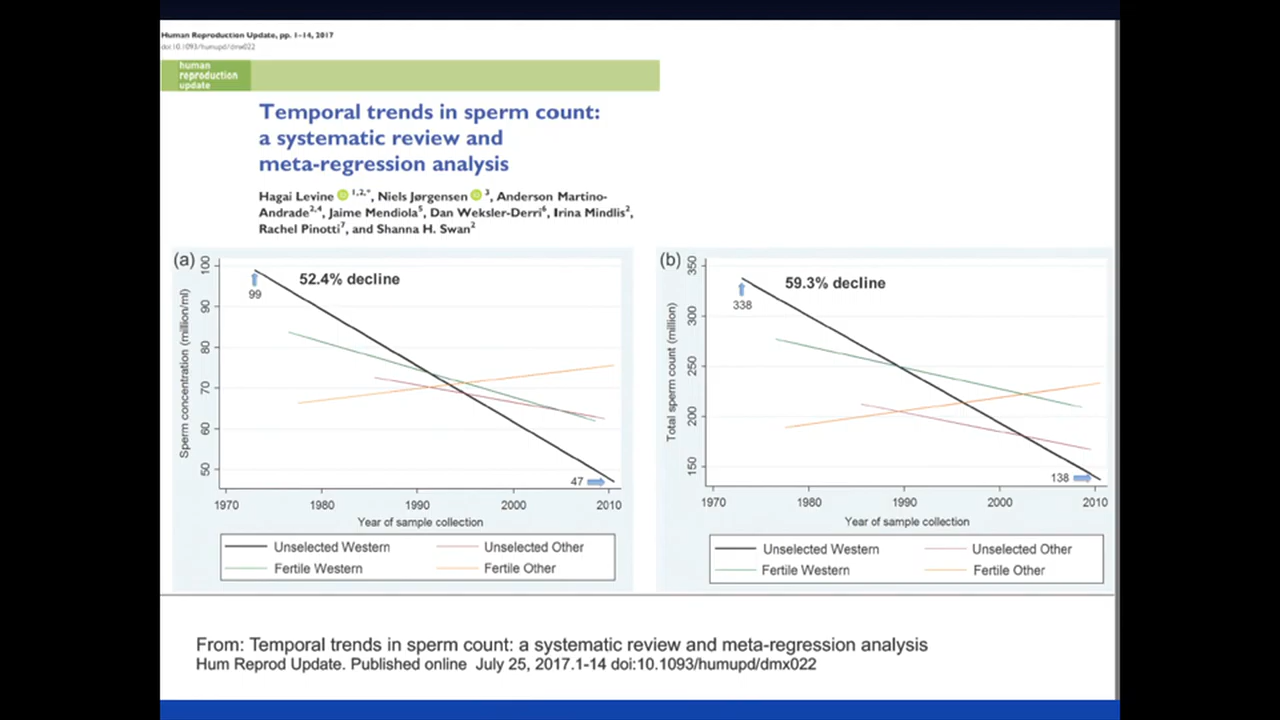 Human Reproduction Update, pp. 1–14, 2017
doi:10.1093/humupd/dmx022
human
reproduction
update
Temporal trends in sperm count:
a systematic review and
meta-regression analysis
Hagai Levine 1,2,*, Niels Jørgensen 3, Anderson Martino-
Andrade2,4, Jaime Mendiola5, Dan Weksler-Derri6, Irina Mindlis2,
Rachel Pinotti7, and Shanna H. Swan2
(a)
52.4% decline
99
47
Sperm concentration (million/ml)
100
90
80
70
60
50
1970 1980 1990 2000 2010
Year of sample collection
Unselected Western Unselected Other
Fertile Western Fertile Other
(b)
59.3% decline
338
138
Total sperm count (million)
350
300
250
200
150
1970 1980 1990 2000 2010
Year of sample collection
Unselected Western Unselected Other
Fertile Western Fertile Other
From: Temporal trends in sperm count: a systematic review and meta-regression analysis
Hum Reprod Update. Published online July 25, 2017.1-14 doi:10.1093/humupd/dmx022